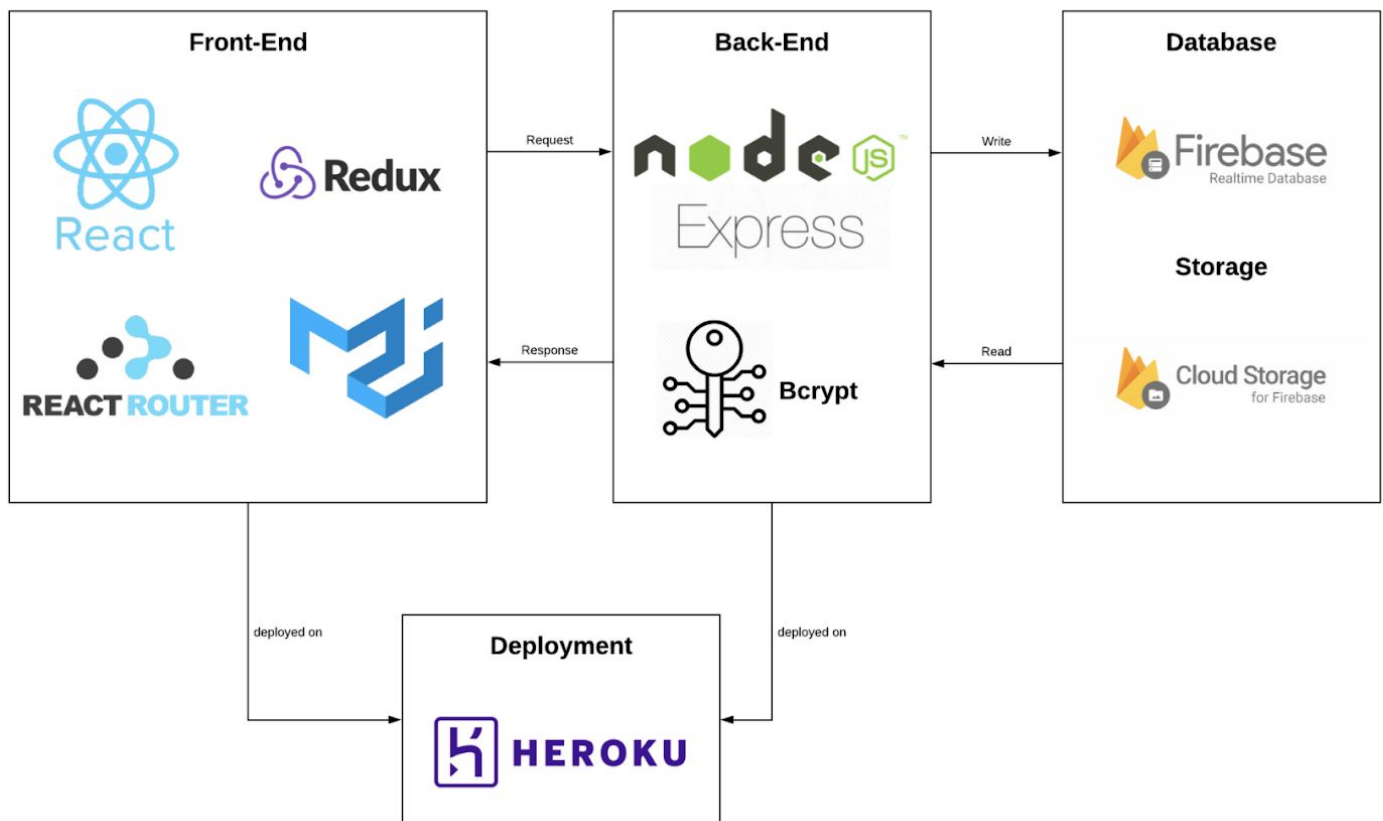 Front-End
React
Redux
REACT ROUTER
Request
Response
Back-End
node JS ™
Express
Bcrypt
Write
Read
Database
Firebase
Realtime Database
Storage
Cloud Storage
for Firebase
deployed on
deployed on
Deployment
HEROKU